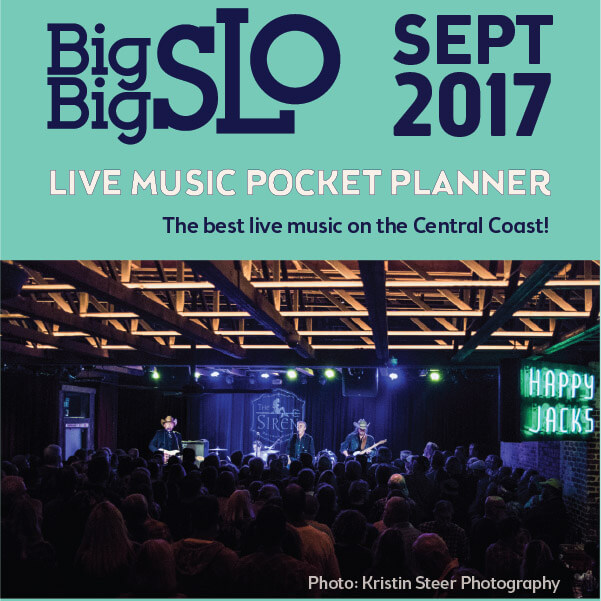 Big Big SLO
SEPT
2017
LIVE MUSIC POCKET PLANNER
The best live music on the Central Coast!
THE
SIREN
HAPPY
JACKS
Photo: Kristin Steer Photography